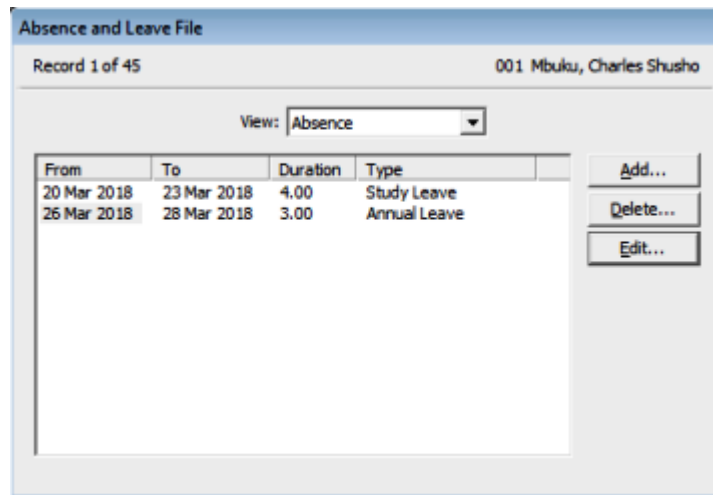 Absence and Leave File
Record 1 of 45 001 Mbuku, Charles Shusho
View: Absence
From To Duration Type Add...
20 Mar 2018 23 Mar 2018 4.00 Study Leave
26 Mar 2018 28 Mar 2018 3.00 Annual Leave Delete...
Edit...